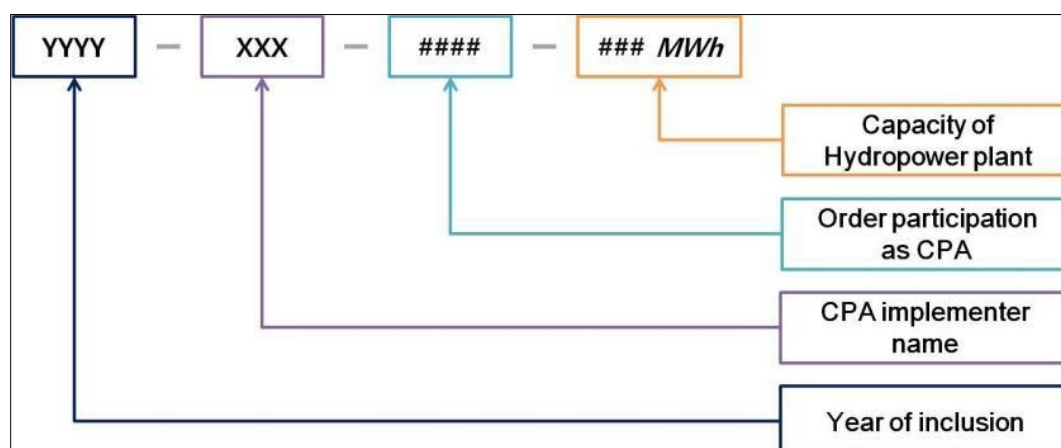 YYYY – XXX – #### – ### MWh
Capacity of
Hydropower plant
Order participation
as CPA
CPA implementer
name
Year of inclusion